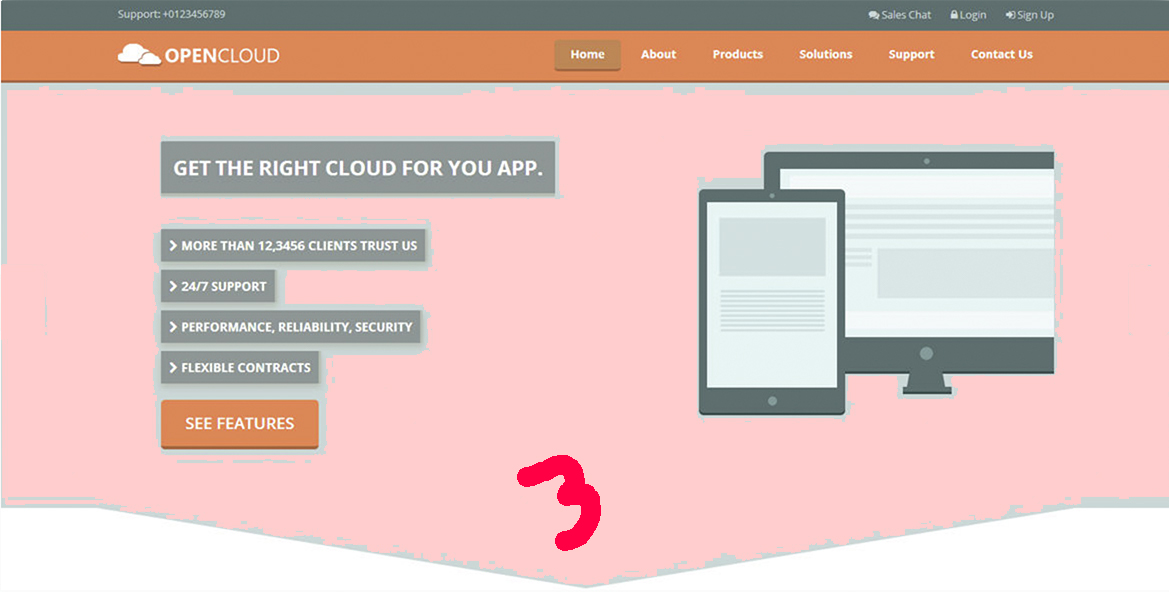 Support: +0123456789 Sales Chat Login Sign Up
OPENCLOUD Home About Products Solutions Support Contact Us
GET THE RIGHT CLOUD FOR YOU APP.
MORE THAN 12,3456 CLIENTS TRUST US
24/7 SUPPORT
PERFORMANCE, RELIABILITY, SECURITY
FLEXIBLE CONTRACTS
SEE FEATURES
3